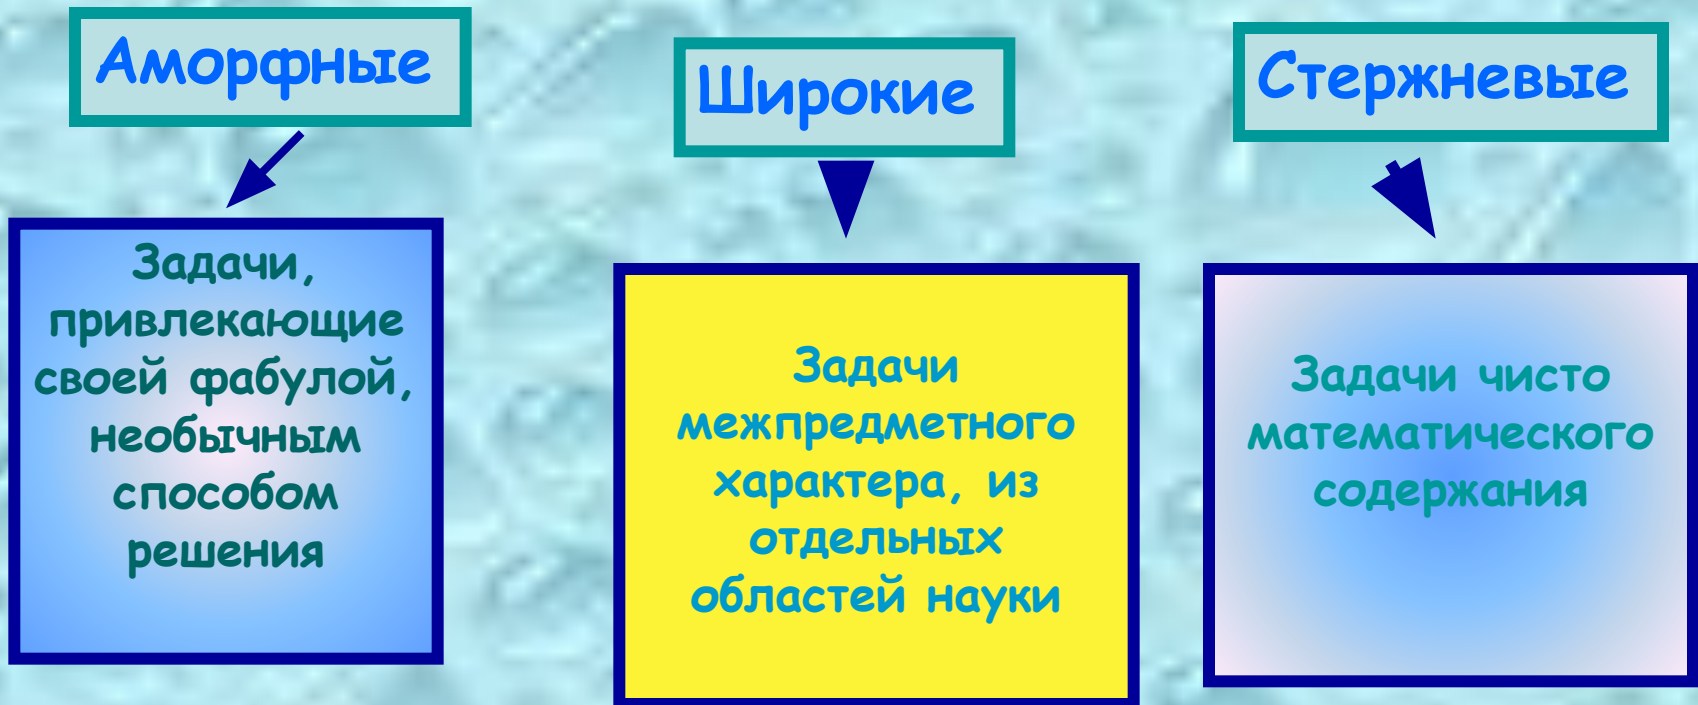 Аморфные
Широкие
Стержневые
Задачи,
привлекающие
своей фабулой,
необычным
способом
решения
Задачи
межпредметного
характера, из
отдельных
областей науки
Задачи чисто
математического
содержания